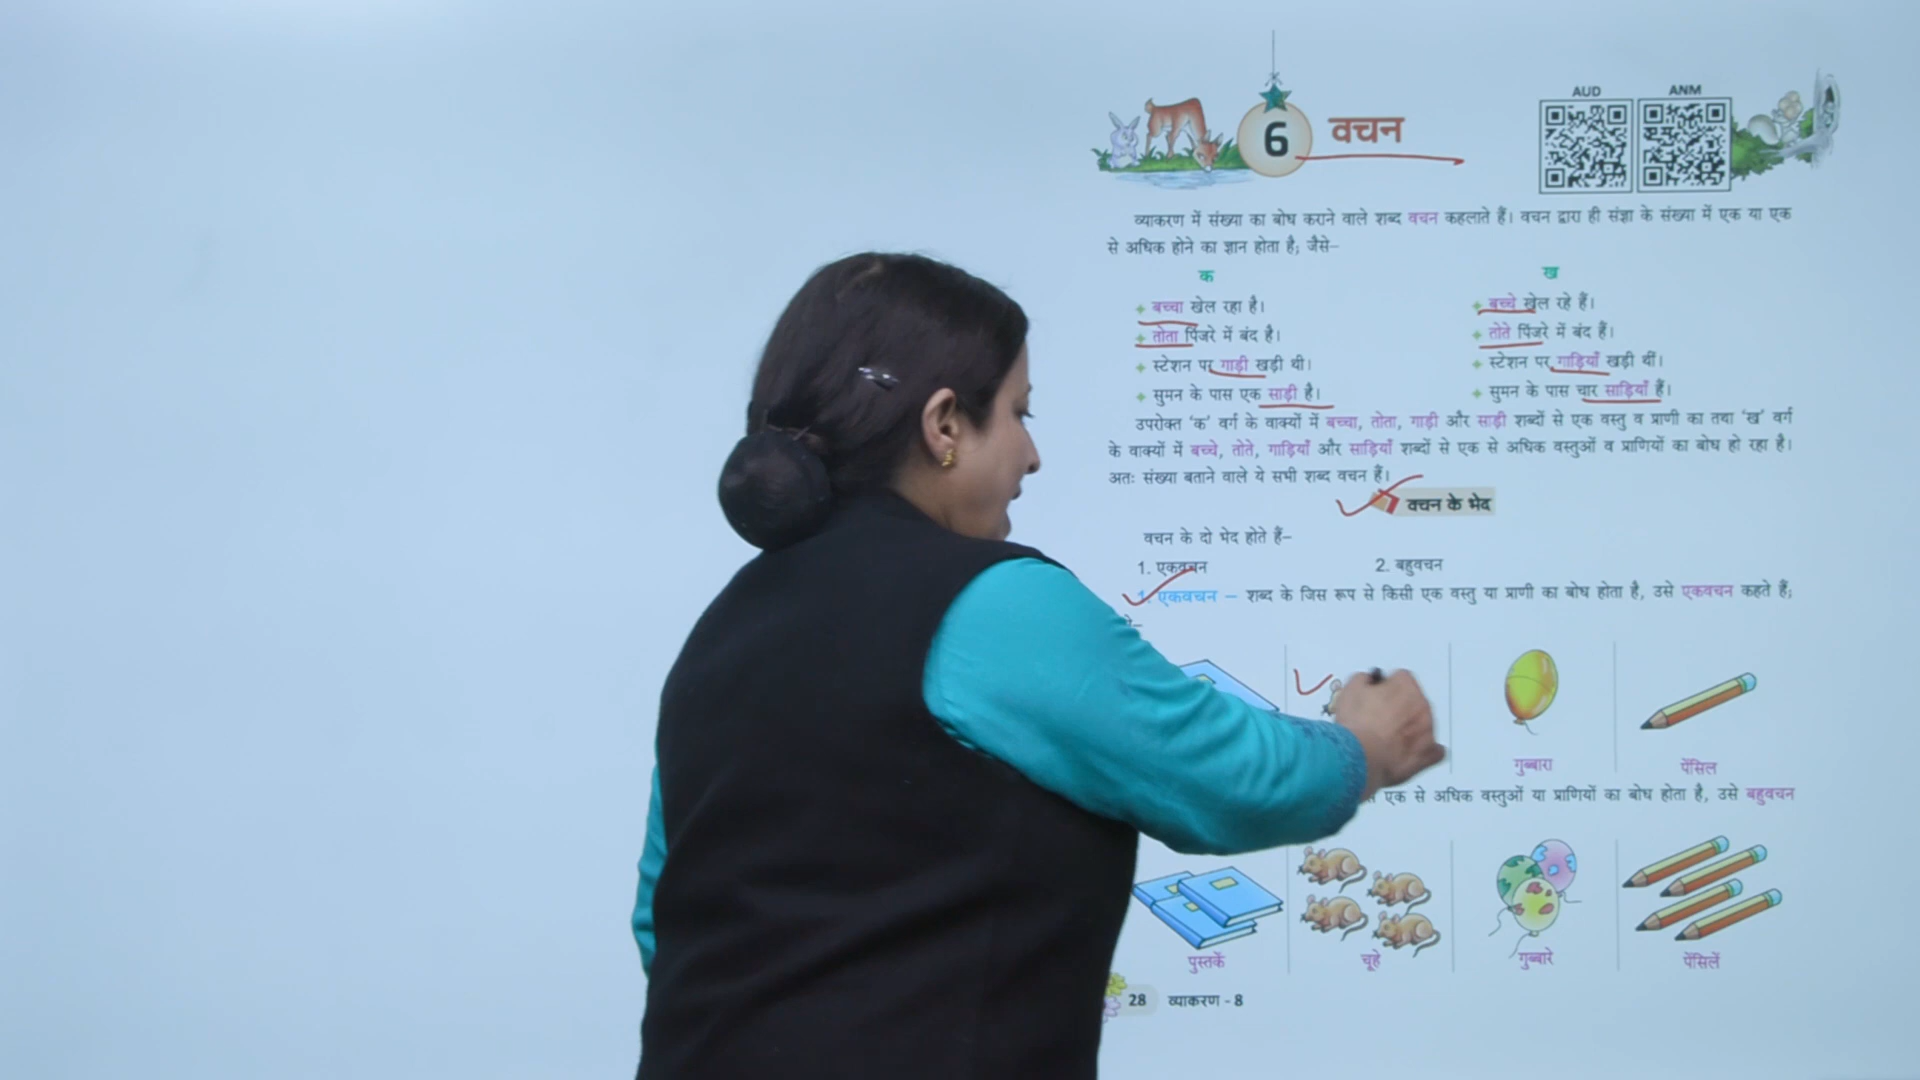 AUD ANM
6 वचन
व्याकरण में संख्या का बोध कराने वाले शब्द वचन कहलाते हैं। वचन द्वारा ही संज्ञा के संख्या में एक या एक
से अधिक होने का ज्ञान होता है; जैसे–
क ख
बच्चा खेल रहा है। बच्चे खेल रहे हैं।
तोता पिंजरे में बंद है। तोते पिंजरे में बंद हैं।
स्टेशन पर गाड़ी खड़ी थी। स्टेशन पर गाड़ियाँ खड़ी थीं।
सुमन के पास एक साड़ी है। सुमन के पास चार साड़ियाँ हैं।
उपरोक्त ‘क’ वर्ग के वाक्यों में बच्चा, तोता, गाड़ी और साड़ी शब्दों से एक वस्तु व प्राणी का तथा ‘ख’ वर्ग
के वाक्यों में बच्चे, तोते, गाड़ियाँ और साड़ियाँ शब्दों से एक से अधिक वस्तुओं व प्राणियों का बोध हो रहा है।
अतः संख्या बताने वाले ये सभी शब्द वचन हैं।
वचन के भेद
वचन के दो भेद होते हैं–
1. एकवचन 2. बहुवचन
1. एकवचन – शब्द के जिस रूप से किसी एक वस्तु या प्राणी का बोध होता है, उसे एकवचन कहते हैं;
गुब्बारा पेंसिल
एक से अधिक वस्तुओं या प्राणियों का बोध होता है, उसे बहुवचन
पुस्तकें चूहे गुब्बारे पेंसिलें
28 व्याकरण - 8